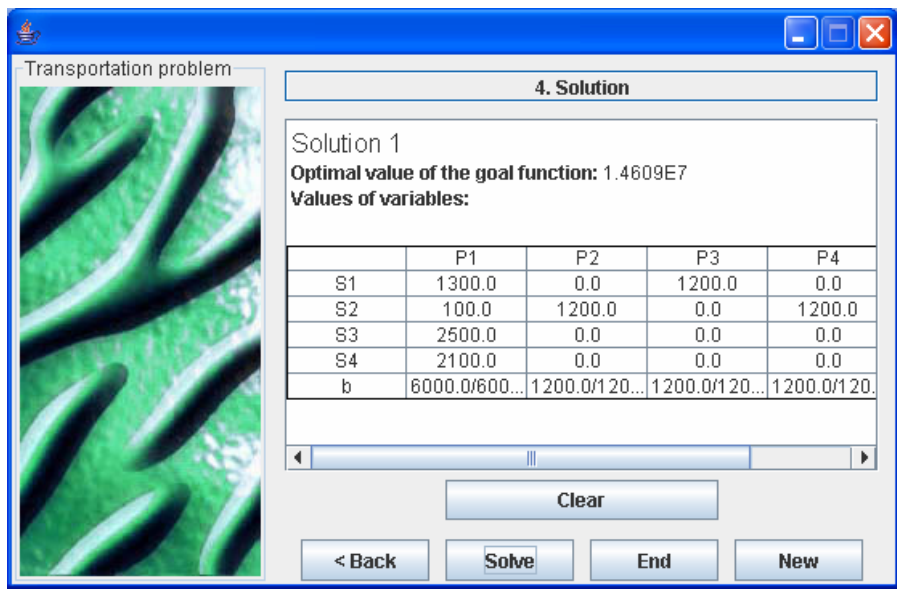 Transportation problem
4. Solution
Solution 1
Optimal value of the goal function: 1.4609E7
Values of variables:
P1 P2 P3 P4
S1 1300.0 0.0 1200.0 0.0
S2 100.0 1200.0 0.0 1200.0
S3 2500.0 0.0 0.0 0.0
S4 2100.0 0.0 0.0 0.0
b 6000.0/600... 1200.0/120... 1200.0/120... 1200.0/120.
Clear
< Back Solve End New